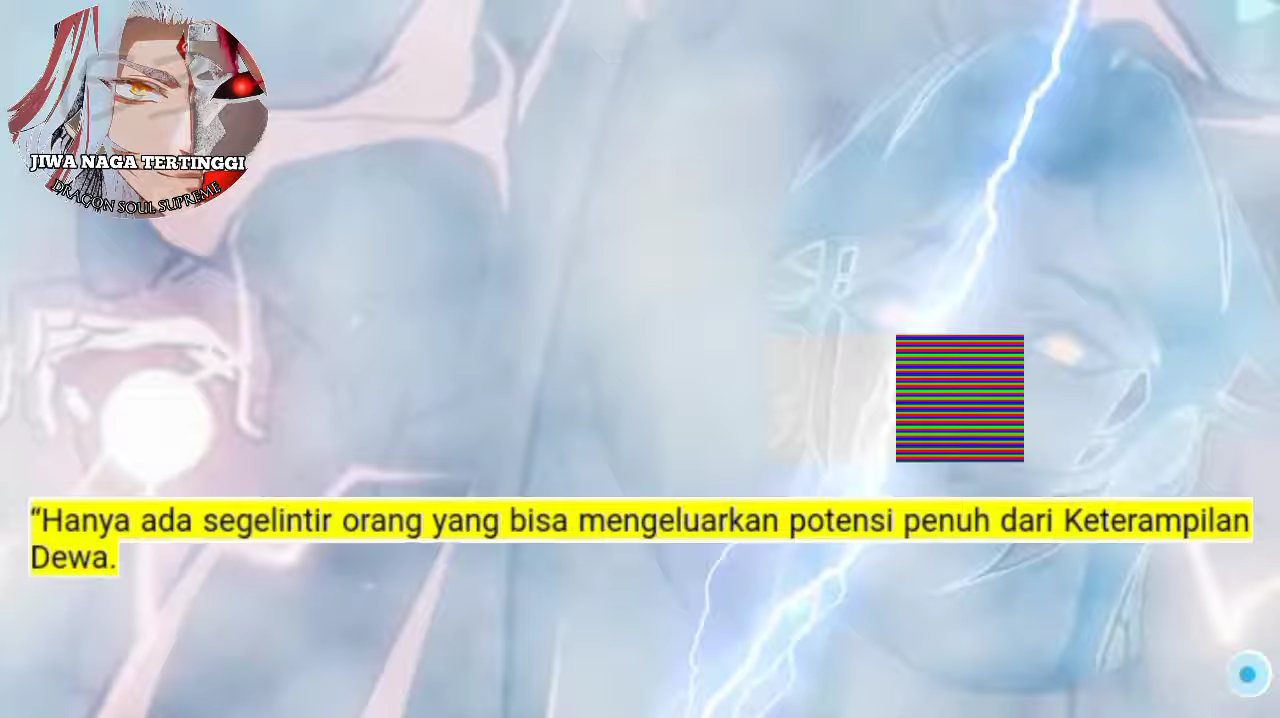 JIWA NAGA TERTINGGI
DRAGON SOUL SUPREME
“Hanya ada segelintir orang yang bisa mengeluarkan potensi penuh dari Keterampilan
Dewa.